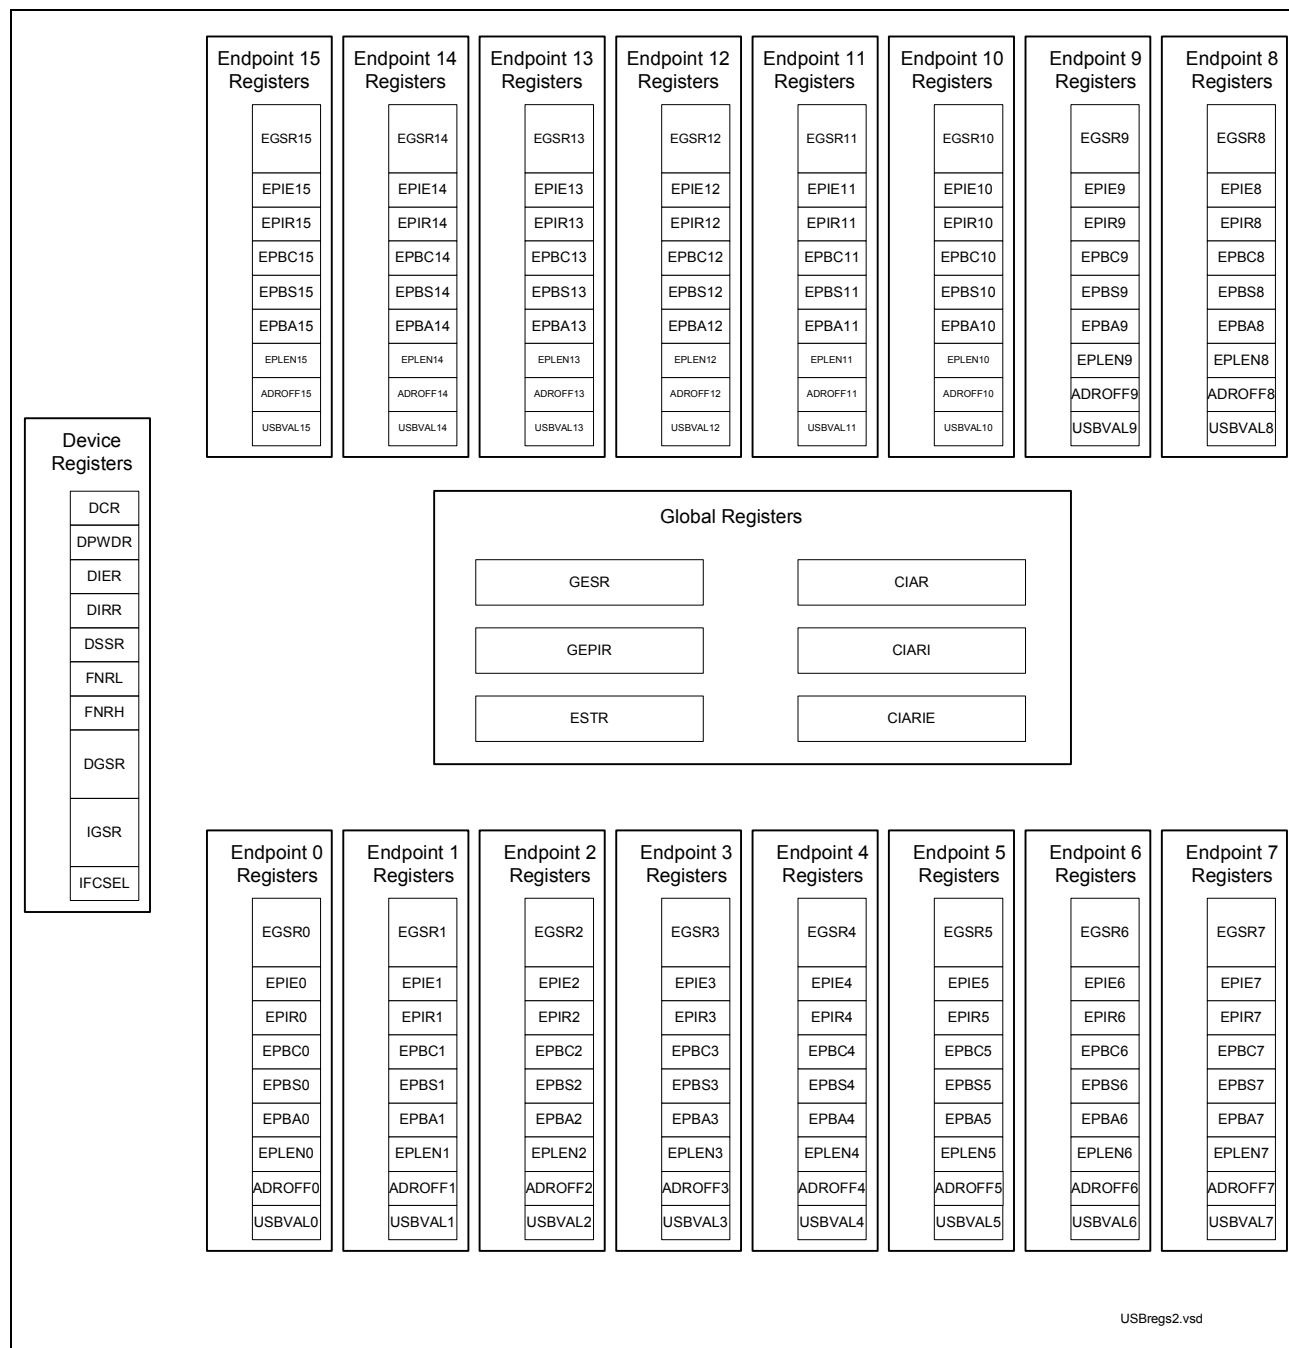 Endpoint 15
Registers
EGSR15
EPIE15
EPIR15
EPBC15
EPBS15
EPBA15
EPLEN15
ADROFF15
USBVAL15
Endpoint 14
Registers
EGSR14
EPIE14
EPIR14
EPBC14
EPBS14
EPBA14
EPLEN14
ADROFF14
USBVAL14
Endpoint 13
Registers
EGSR13
EPIE13
EPIR13
EPBC13
EPBS13
EPBA13
EPLEN13
ADROFF13
USBVAL13
Endpoint 12
Registers
EGSR12
EPIE12
EPIR12
EPBC12
EPBS12
EPBA12
EPLEN12
ADROFF12
USBVAL12
Endpoint 11
Registers
EGSR11
EPIE11
EPIR11
EPBC11
EPBS11
EPBA11
EPLEN11
ADROFF11
USBVAL11
Endpoint 10
Registers
EGSR10
EPIE10
EPIR10
EPBC10
EPBS10
EPBA10
EPLEN10
ADROFF10
USBVAL10
Endpoint 9
Registers
EGSR9
EPIE9
EPIR9
EPBC9
EPBS9
EPBA9
EPLEN9
ADROFF9
USBVAL9
Endpoint 8
Registers
EGSR8
EPIE8
EPIR8
EPBC8
EPBS8
EPBA8
EPLEN8
ADROFF8
USBVAL8
Device
Registers
DCR
DPWDR
DIER
DIRR
DSSR
FNRL
FNRH
DGSR
IGSR
IFCSEL
Global Registers
GESR
CIAR
GEPIR
CIARI
ESTR
CIARIE
Endpoint 0
Registers
EGSR0
EPIE0
EPIR0
EPBC0
EPBS0
EPBA0
EPLEN0
ADROFF0
USBVAL0
Endpoint 1
Registers
EGSR1
EPIE1
EPIR1
EPBC1
EPBS1
EPBA1
EPLEN1
ADROFF1
USBVAL1
Endpoint 2
Registers
EGSR2
EPIE2
EPIR2
EPBC2
EPBS2
EPBA2
EPLEN2
ADROFF2
USBVAL2
Endpoint 3
Registers
EGSR3
EPIE3
EPIR3
EPBC3
EPBS3
EPBA3
EPLEN3
ADROFF3
USBVAL3
Endpoint 4
Registers
EGSR4
EPIE4
EPIR4
EPBC4
EPBS4
EPBA4
EPLEN4
ADROFF4
USBVAL4
Endpoint 5
Registers
EGSR5
EPIE5
EPIR5
EPBC5
EPBS5
EPBA5
EPLEN5
ADROFF5
USBVAL5
Endpoint 6
Registers
EGSR6
EPIE6
EPIR6
EPBC6
EPBS6
EPBA6
EPLEN6
ADROFF6
USBVAL6
Endpoint 7
Registers
EGSR7
EPIE7
EPIR7
EPBC7
EPBS7
EPBA7
EPLEN7
ADROFF7
USBVAL7
USBregs2.vsd